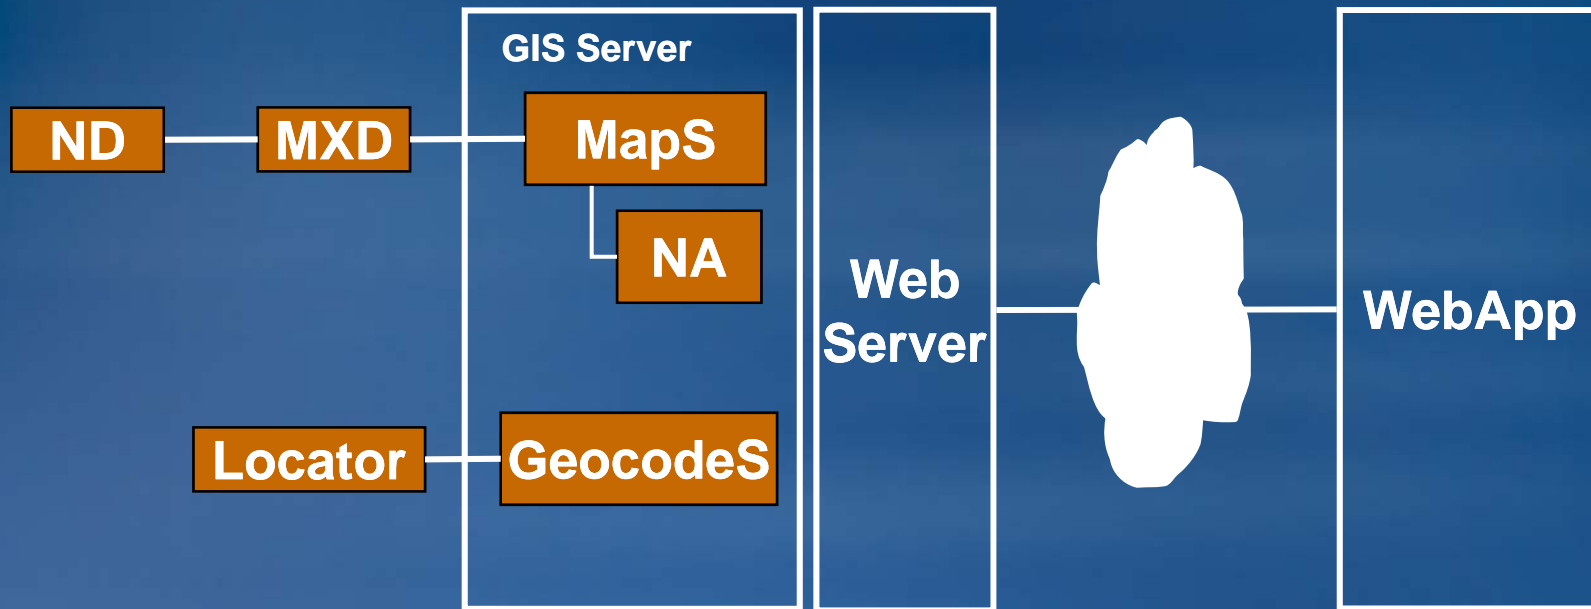 GIS Server
ND
MXD
MapS
NA
Web
Server
WebApp
Locator
GeocodeS